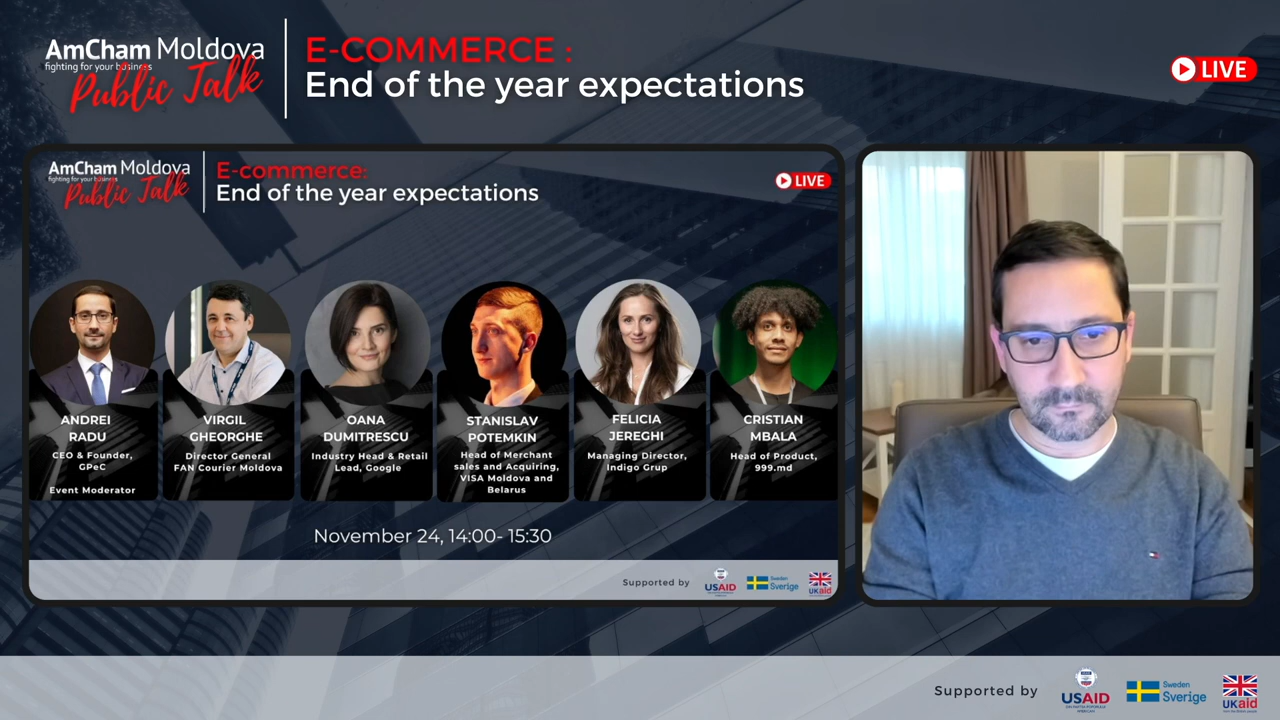 AmCham Moldova
fighting for your business
Public Talk
E-COMMERCE :
End of the year expectations
LIVE
AmCham Moldova
fighting for your business
Public Talk
E-commerce:
End of the year expectations
LIVE
ANDREI
RADU
CEO & Founder,
GPeC
Event Moderator
VIRGIL
GHEORGHE
Director General
FAN Courier Moldova
OANA
DUMITRESCU
Industry Head & Retail
Lead, Google
STANISLAV
POTEMKIN
Head of Merchant
sales and Acquiring,
VISA Moldova and
Belarus
FELICIA
JEREGHI
Managing Director,
Indigo Grup
CRISTIAN
MBALA
Head of Product,
999.md
November 24, 14:00- 15:30
Supported by
USAID
Sweden
Sverige
UKaid
Supported by
USAID
DIN PARTEA POPORULUI
AMERICAN
Sweden
Sverige
UKaid